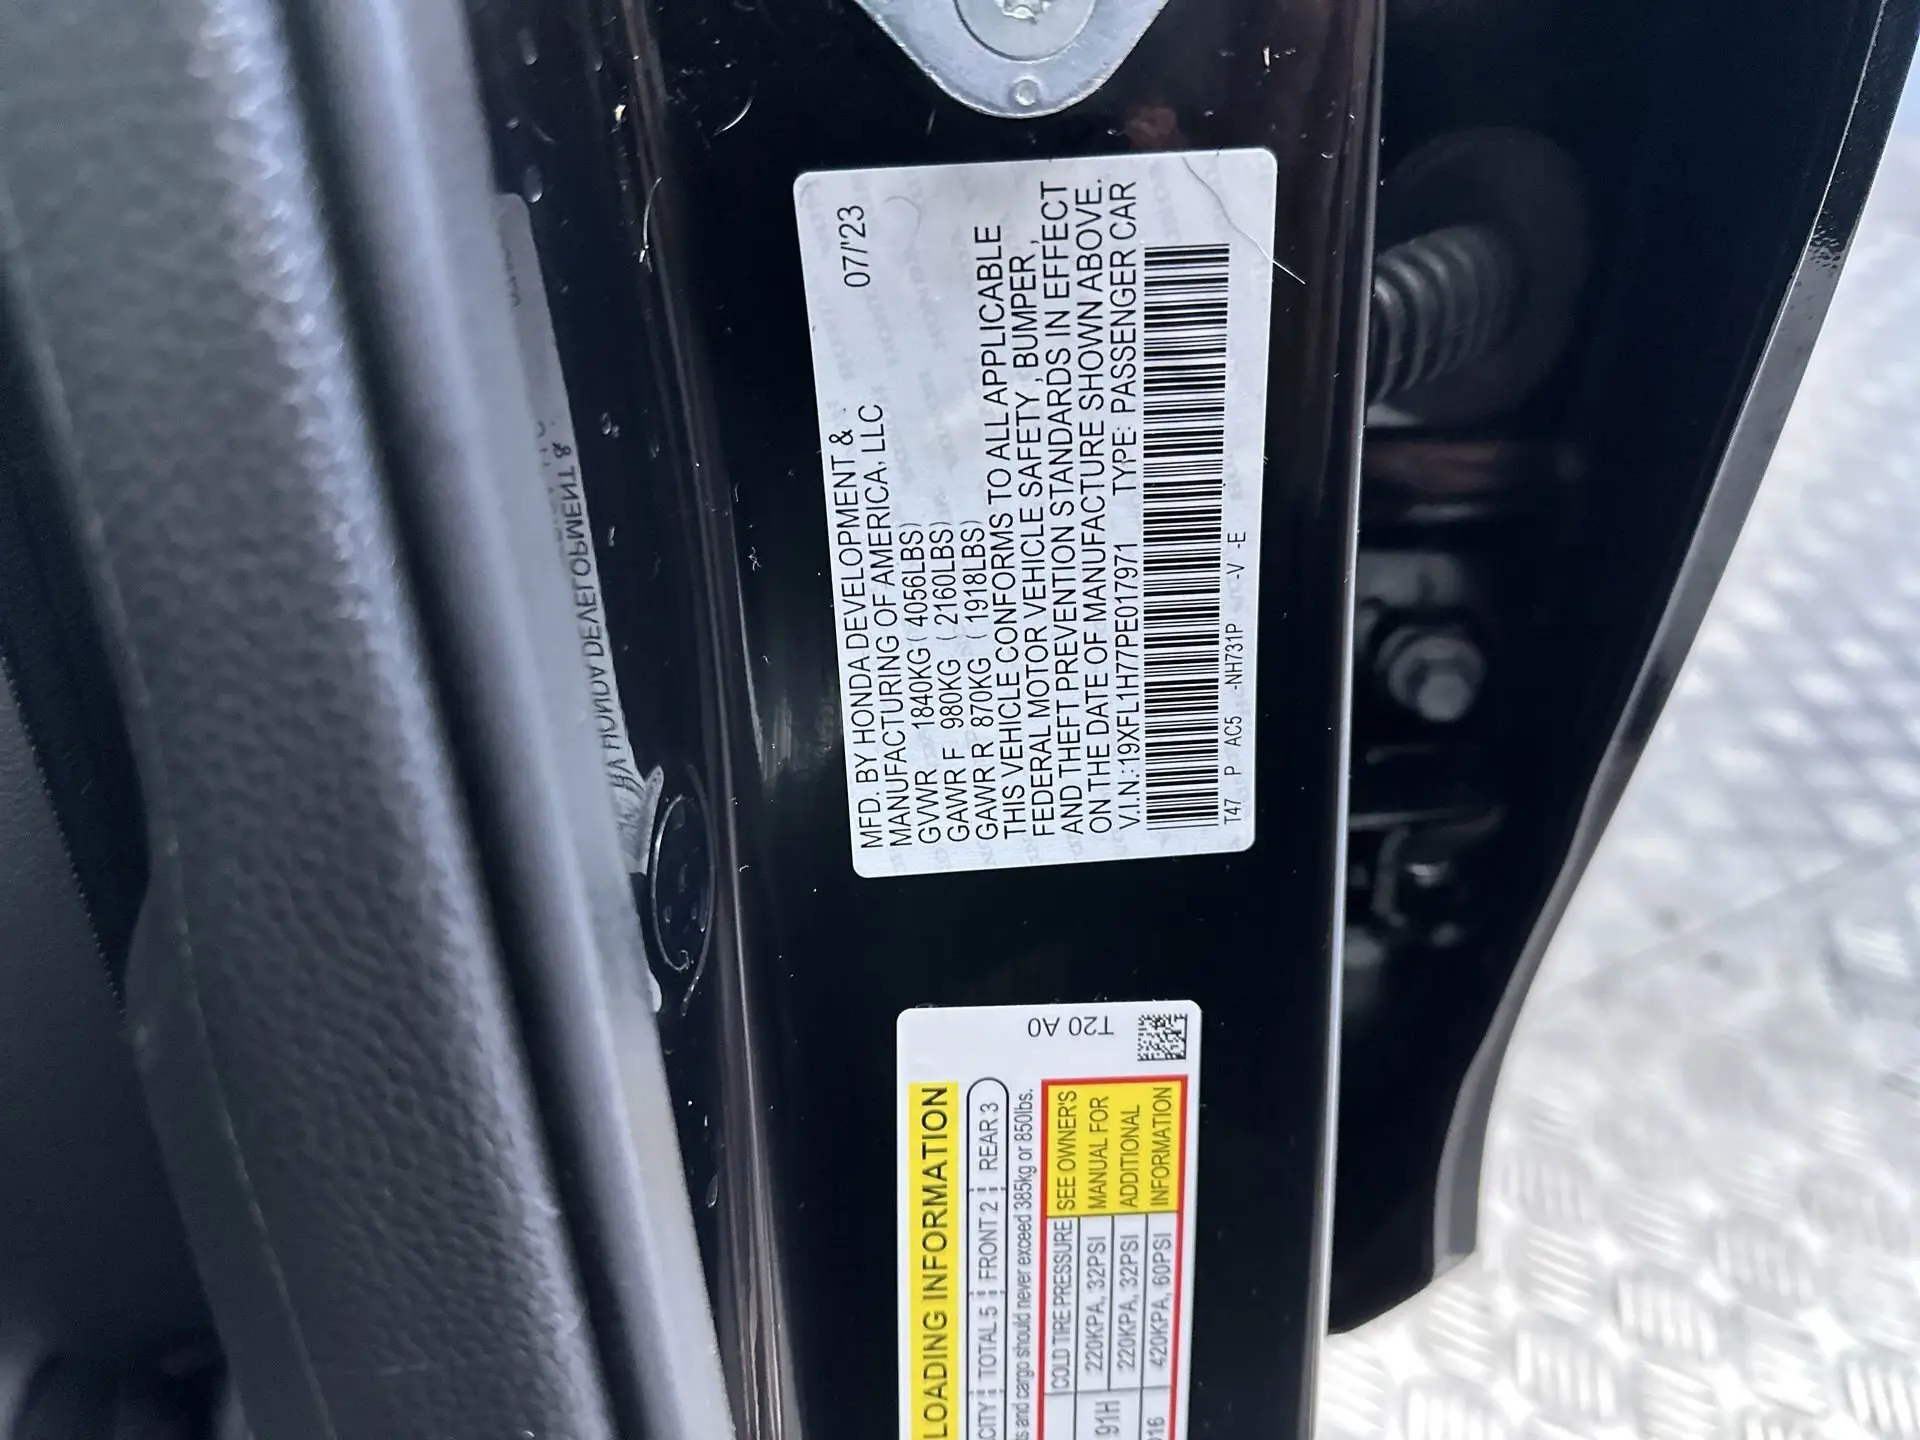 MFD. BY HONDA DEVELOPMENT &
MANUFACTURING OF AMERICA, LLC
07/'23
GVWR 1840KG ( 4056LBS)
GAWR F 980KG ( 2160LBS)
GAWR R 870KG ( 1918LBS)
THIS VEHICLE CONFORMS TO ALL APPLICABLE
FEDERAL MOTOR VEHICLE SAFETY , BUMPER,
AND THEFT PREVENTION STANDARDS IN EFFECT
ON THE DATE OF MANUFACTURE SHOWN ABOVE.
V.I.N.:19XFL1H77PE017971 TYPE: PASSENGER CAR
T47 P AC5 -NH731P -V -E
T20 A0
LOADING INFORMATION
TOTAL 5 FRONT 2 REAR 3
and cargo should never exceed 385kg or 850lbs.
COLD TIRE PRESSURE
91H 220KPA, 32PSI
220KPA, 32PSI
420KPA, 60PSI
SEE OWNER'S
MANUAL FOR
ADDITIONAL
INFORMATION